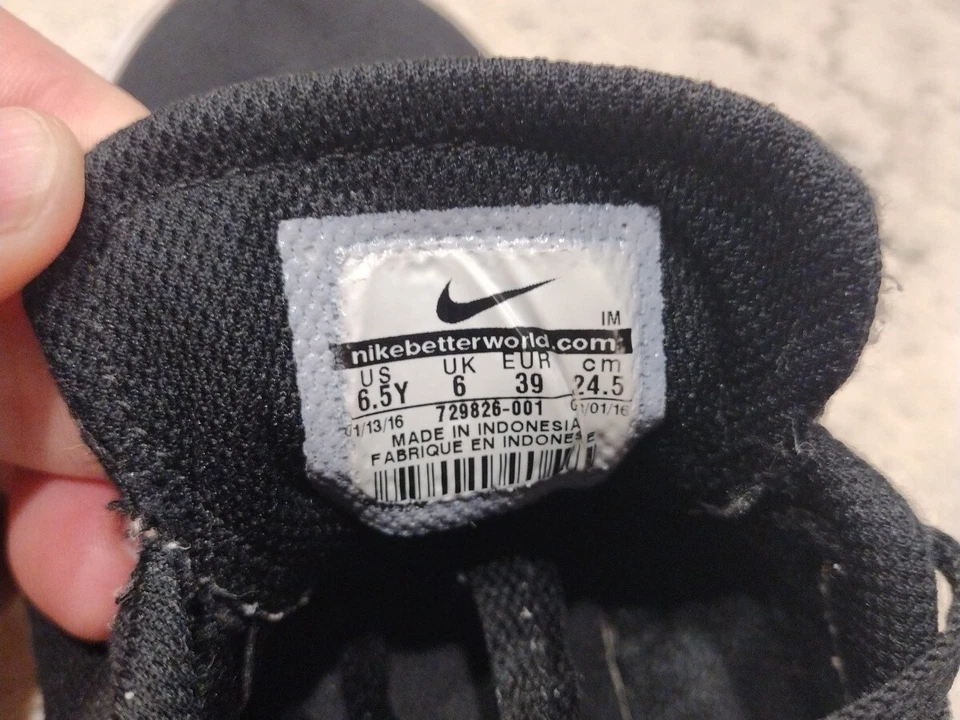 IM
nikebetterworld.com
US UK EUR cm
6.5Y 6 39 24.5
01/13/16 729826-001 01/01/16
MADE IN INDONESIA
FABRIQUE EN INDONESIE